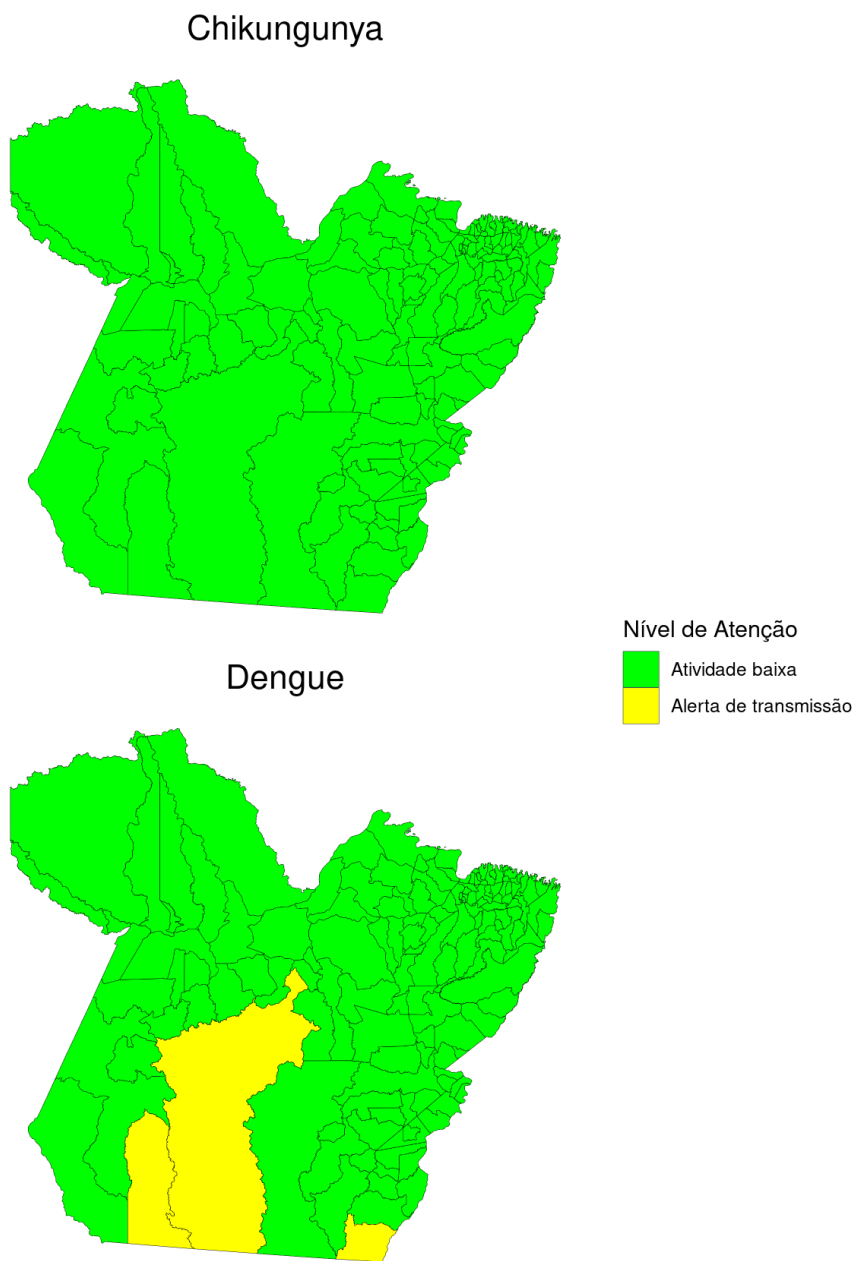 Chikungunya
Dengue
Nível de Atenção
Atividade baixa
Alerta de transmissão